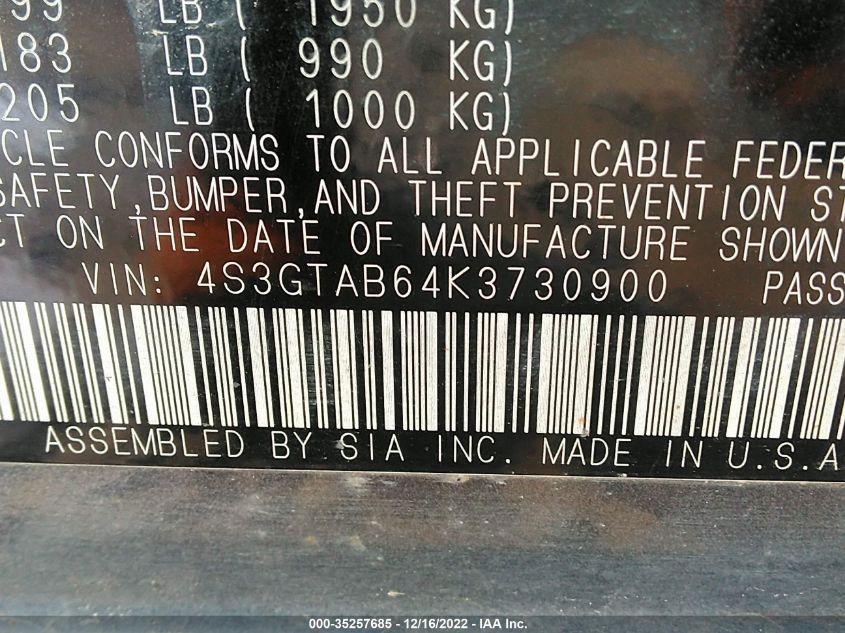 99 LB ( 1950 KG)
183 LB ( 990 KG)
205 LB ( 1000 KG)
CLE CONFORMS TO ALL APPLICABLE FEDER
SAFETY,BUMPER,AND THEFT PREVENTION ST
CT ON THE DATE OF MANUFACTURE SHOWN
VIN: 4S3GTAB64K3730900 PASS
ASSEMBLED BY SIA INC. MADE IN U.S.A
000-35257685 - 12/16/2022 - IAA Inc.